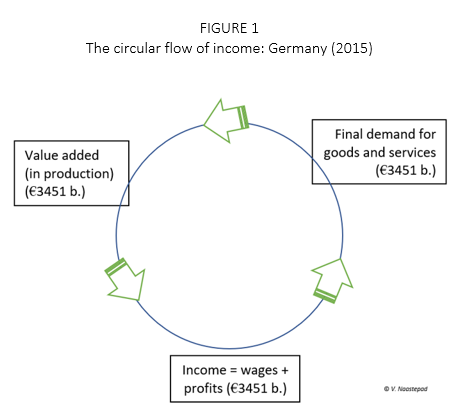 FIGURE 1
The circular flow of income: Germany (2015)
Final demand for
goods and services
(€3451 b.)
Value added
(in production)
(€3451 b.)
Income = wages +
profits (€3451 b.)
© V. Naastepad